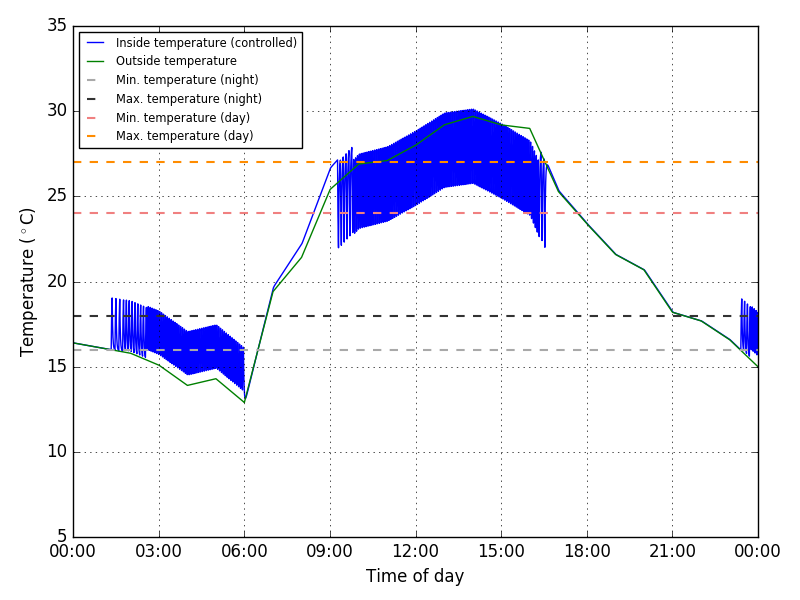 35
30
25
20
15
10
5
Temperature (°C)
Inside temperature (controlled)
Outside temperature
Min. temperature (night)
Max. temperature (night)
Min. temperature (day)
Max. temperature (day)
00:00 03:00 06:00 09:00 12:00 15:00 18:00 21:00 00:00
Time of day